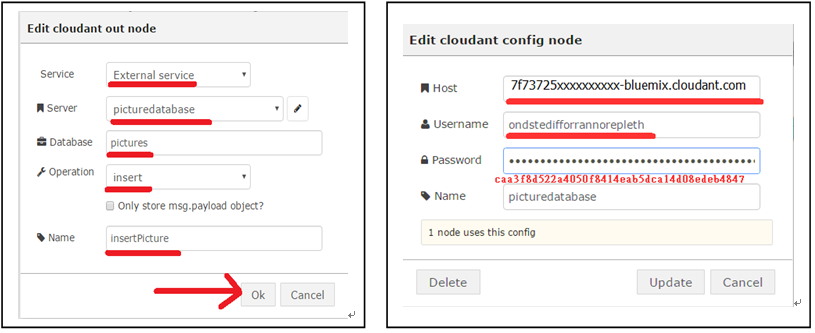 Edit cloudant out node
Service External service
Server picturedatabase
Database pictures
Operation insert
Only store msg.payload object?
Name insertPicture
Ok Cancel
Edit cloudant config node
Host 7f73725xxxxxxxxxx-bluemix.cloudant.com
Username ondstedifforrannorepleth
Password ••••••••••••••••••••••••••••••••••••••••
caa3f8d522a4050f8414eab5dca14d08edeb4847
Name picturedatabase
1 node uses this config
Delete Update Cancel